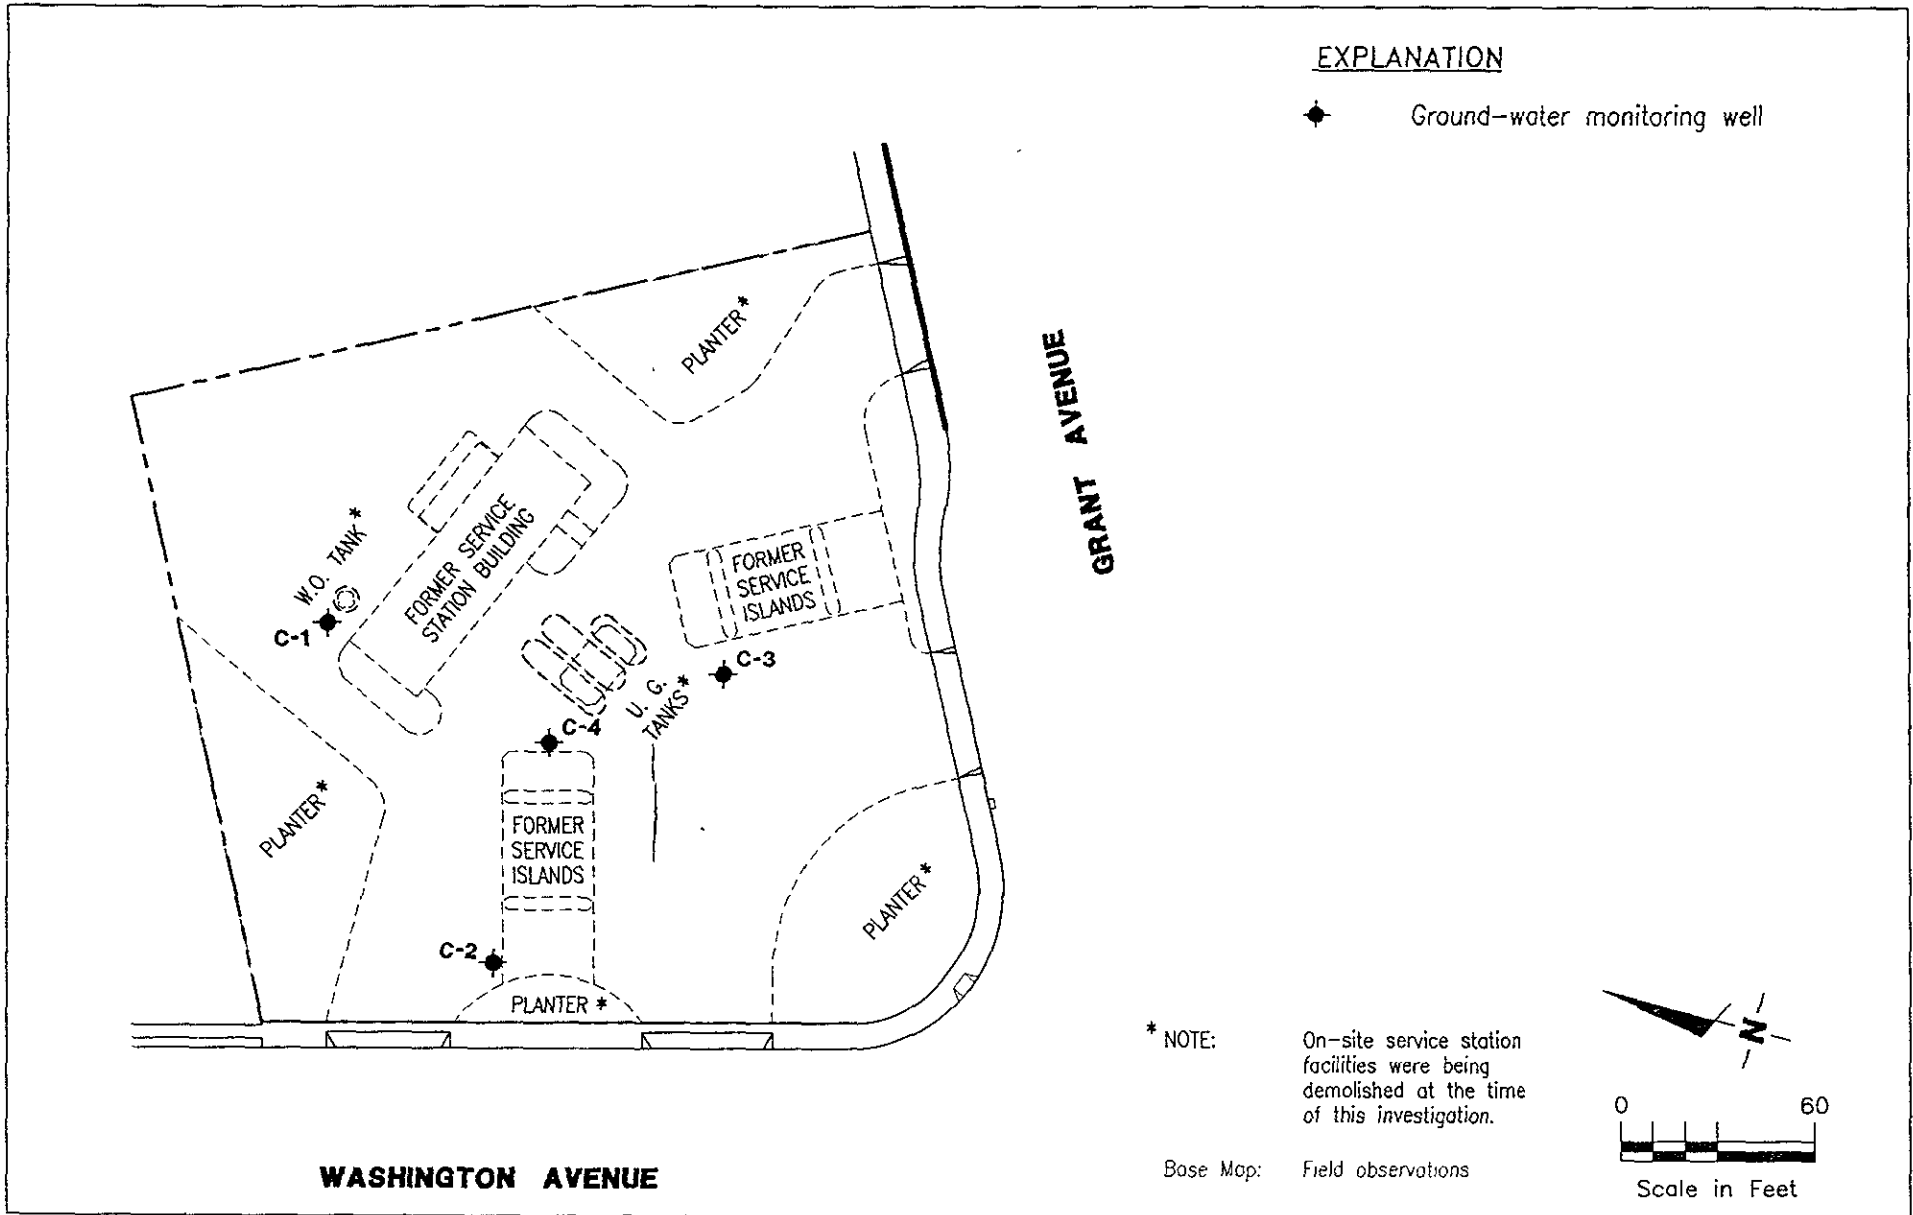 EXPLANATION
Ground-water monitoring well
PLANTER*
GRANT AVENUE
W.O. TANK*
FORMER SERVICE
STATION BUILDING
FORMER
SERVICE
ISLANDS
C-1
C-3
U. G.
TANKS*
C-4
PLANTER*
FORMER
SERVICE
ISLANDS
PLANTER*
C-2
PLANTER*
* NOTE:
On-site service station
facilities were being
demolished at the time
of this investigation.
N
0 60
Scale in Feet
Base Map: Field observations
WASHINGTON AVENUE